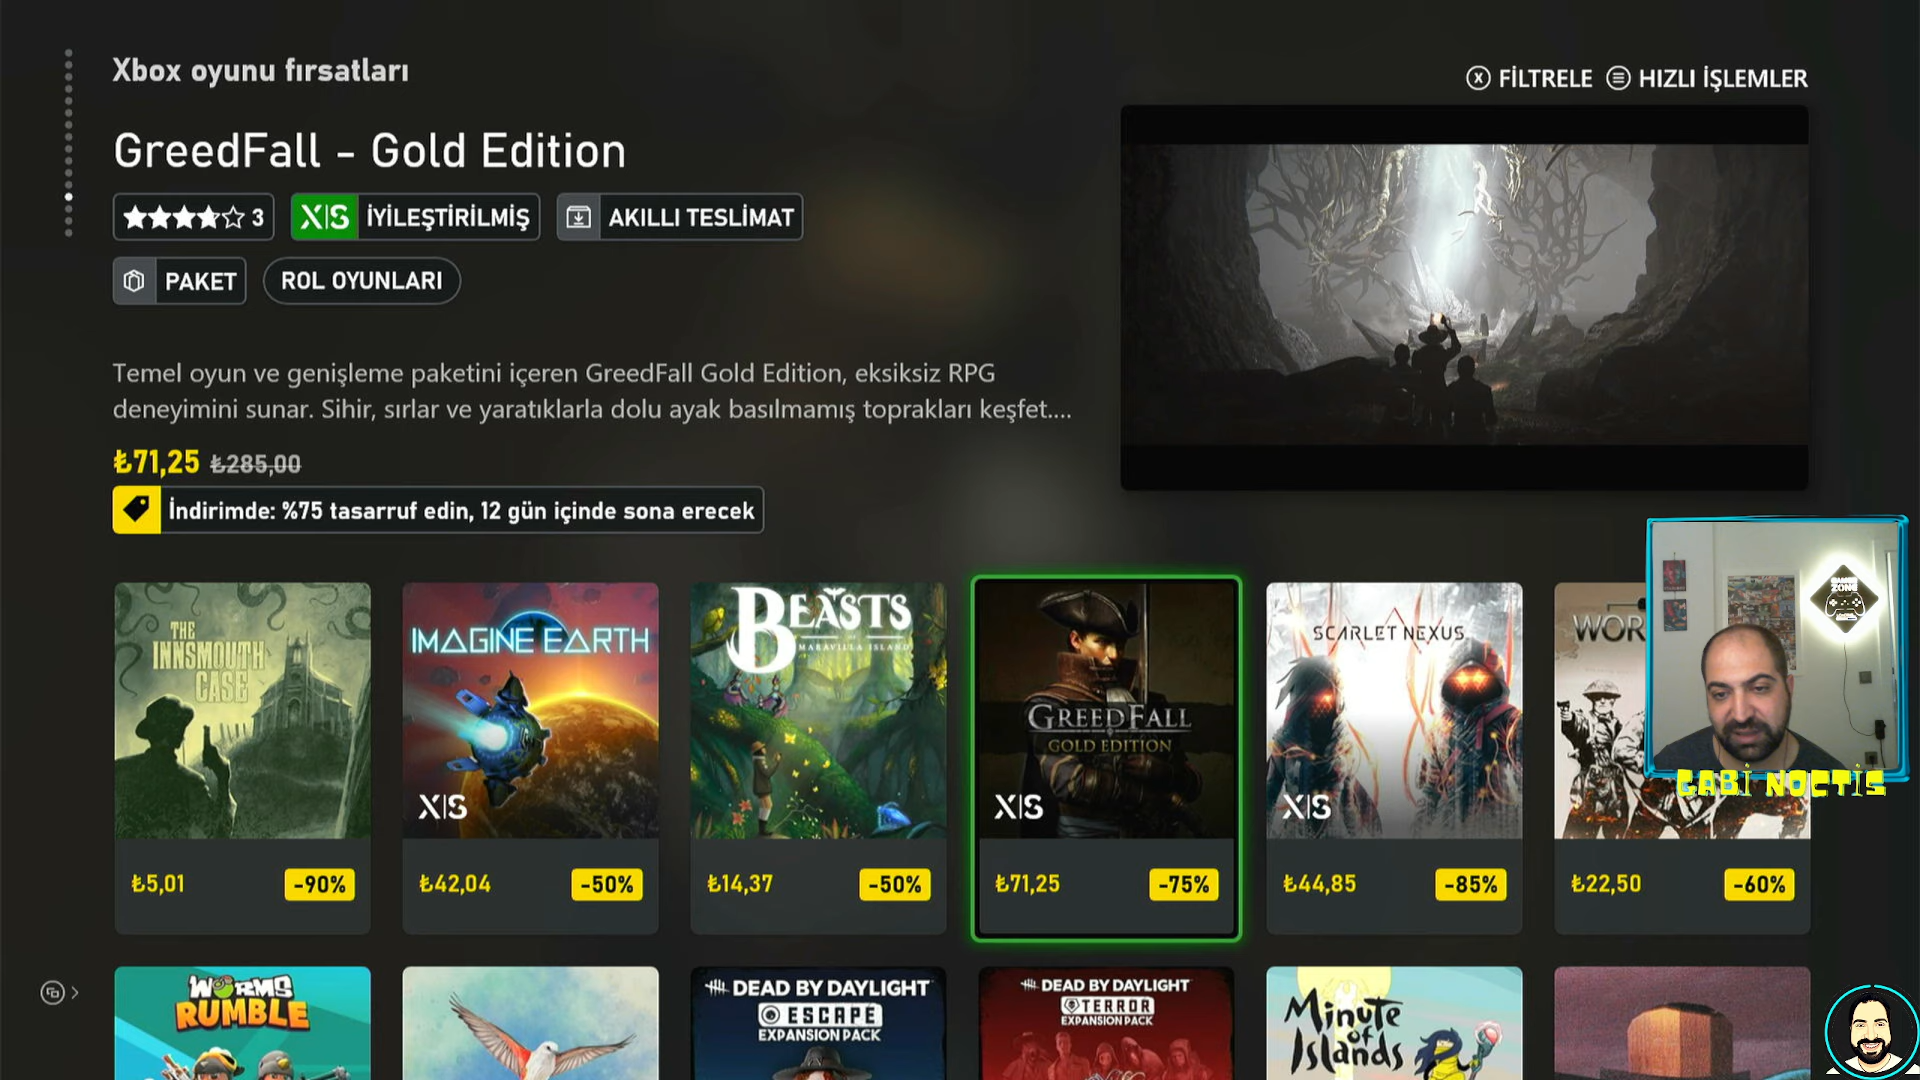 Xbox oyunu fırsatları
FİLTRELE
HIZLI İŞLEMLER
GreedFall - Gold Edition
3
X|S İYİLEŞTİRİLMİŞ
AKILLI TESLİMAT
PAKET
ROL OYUNLARI
Temel oyun ve genişleme paketini içeren GreedFall Gold Edition, eksiksiz RPG
deneyimini sunar. Sihir, sırlar ve yaratıklarla dolu ayak basılmamış toprakları keşfet....
₺71,25 ₺285,00
İndirimde: %75 tasarruf edin, 12 gün içinde sona erecek
THE
INNSMOUTH
CASE
₺5,01
-90%
IMAGINE EARTH
X|S
₺42,04
-50%
BEASTS
OF
MARAVILLA ISLAND
₺14,37
-50%
GREEDFALL
GOLD EDITION
X|S
₺71,25
-75%
SCARLET NEXUS
X|S
₺44,85
-85%
WOR
₺22,50
-60%
GAMER
ZONE
GABİ NOCTİS
WORMS
RUMBLE
DEAD BY DAYLIGHT
ESCAPE
EXPANSION PACK
DEAD BY DAYLIGHT
TERROR
EXPANSION PACK
Minute
of
Islands